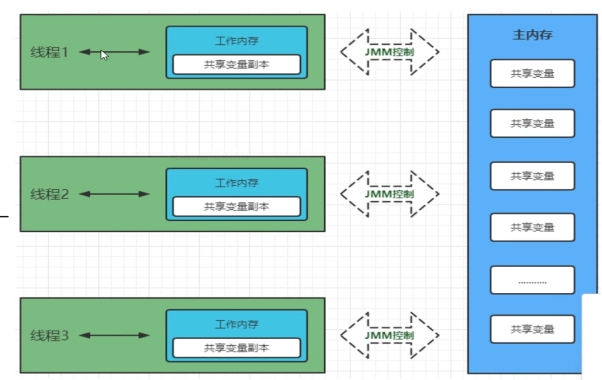 线程1
工作内存
共享变量副本
JMM控制
线程2
工作内存
共享变量副本
JMM控制
线程3
工作内存
共享变量副本
JMM控制
主内存
共享变量
共享变量
共享变量
共享变量
...........
共享变量